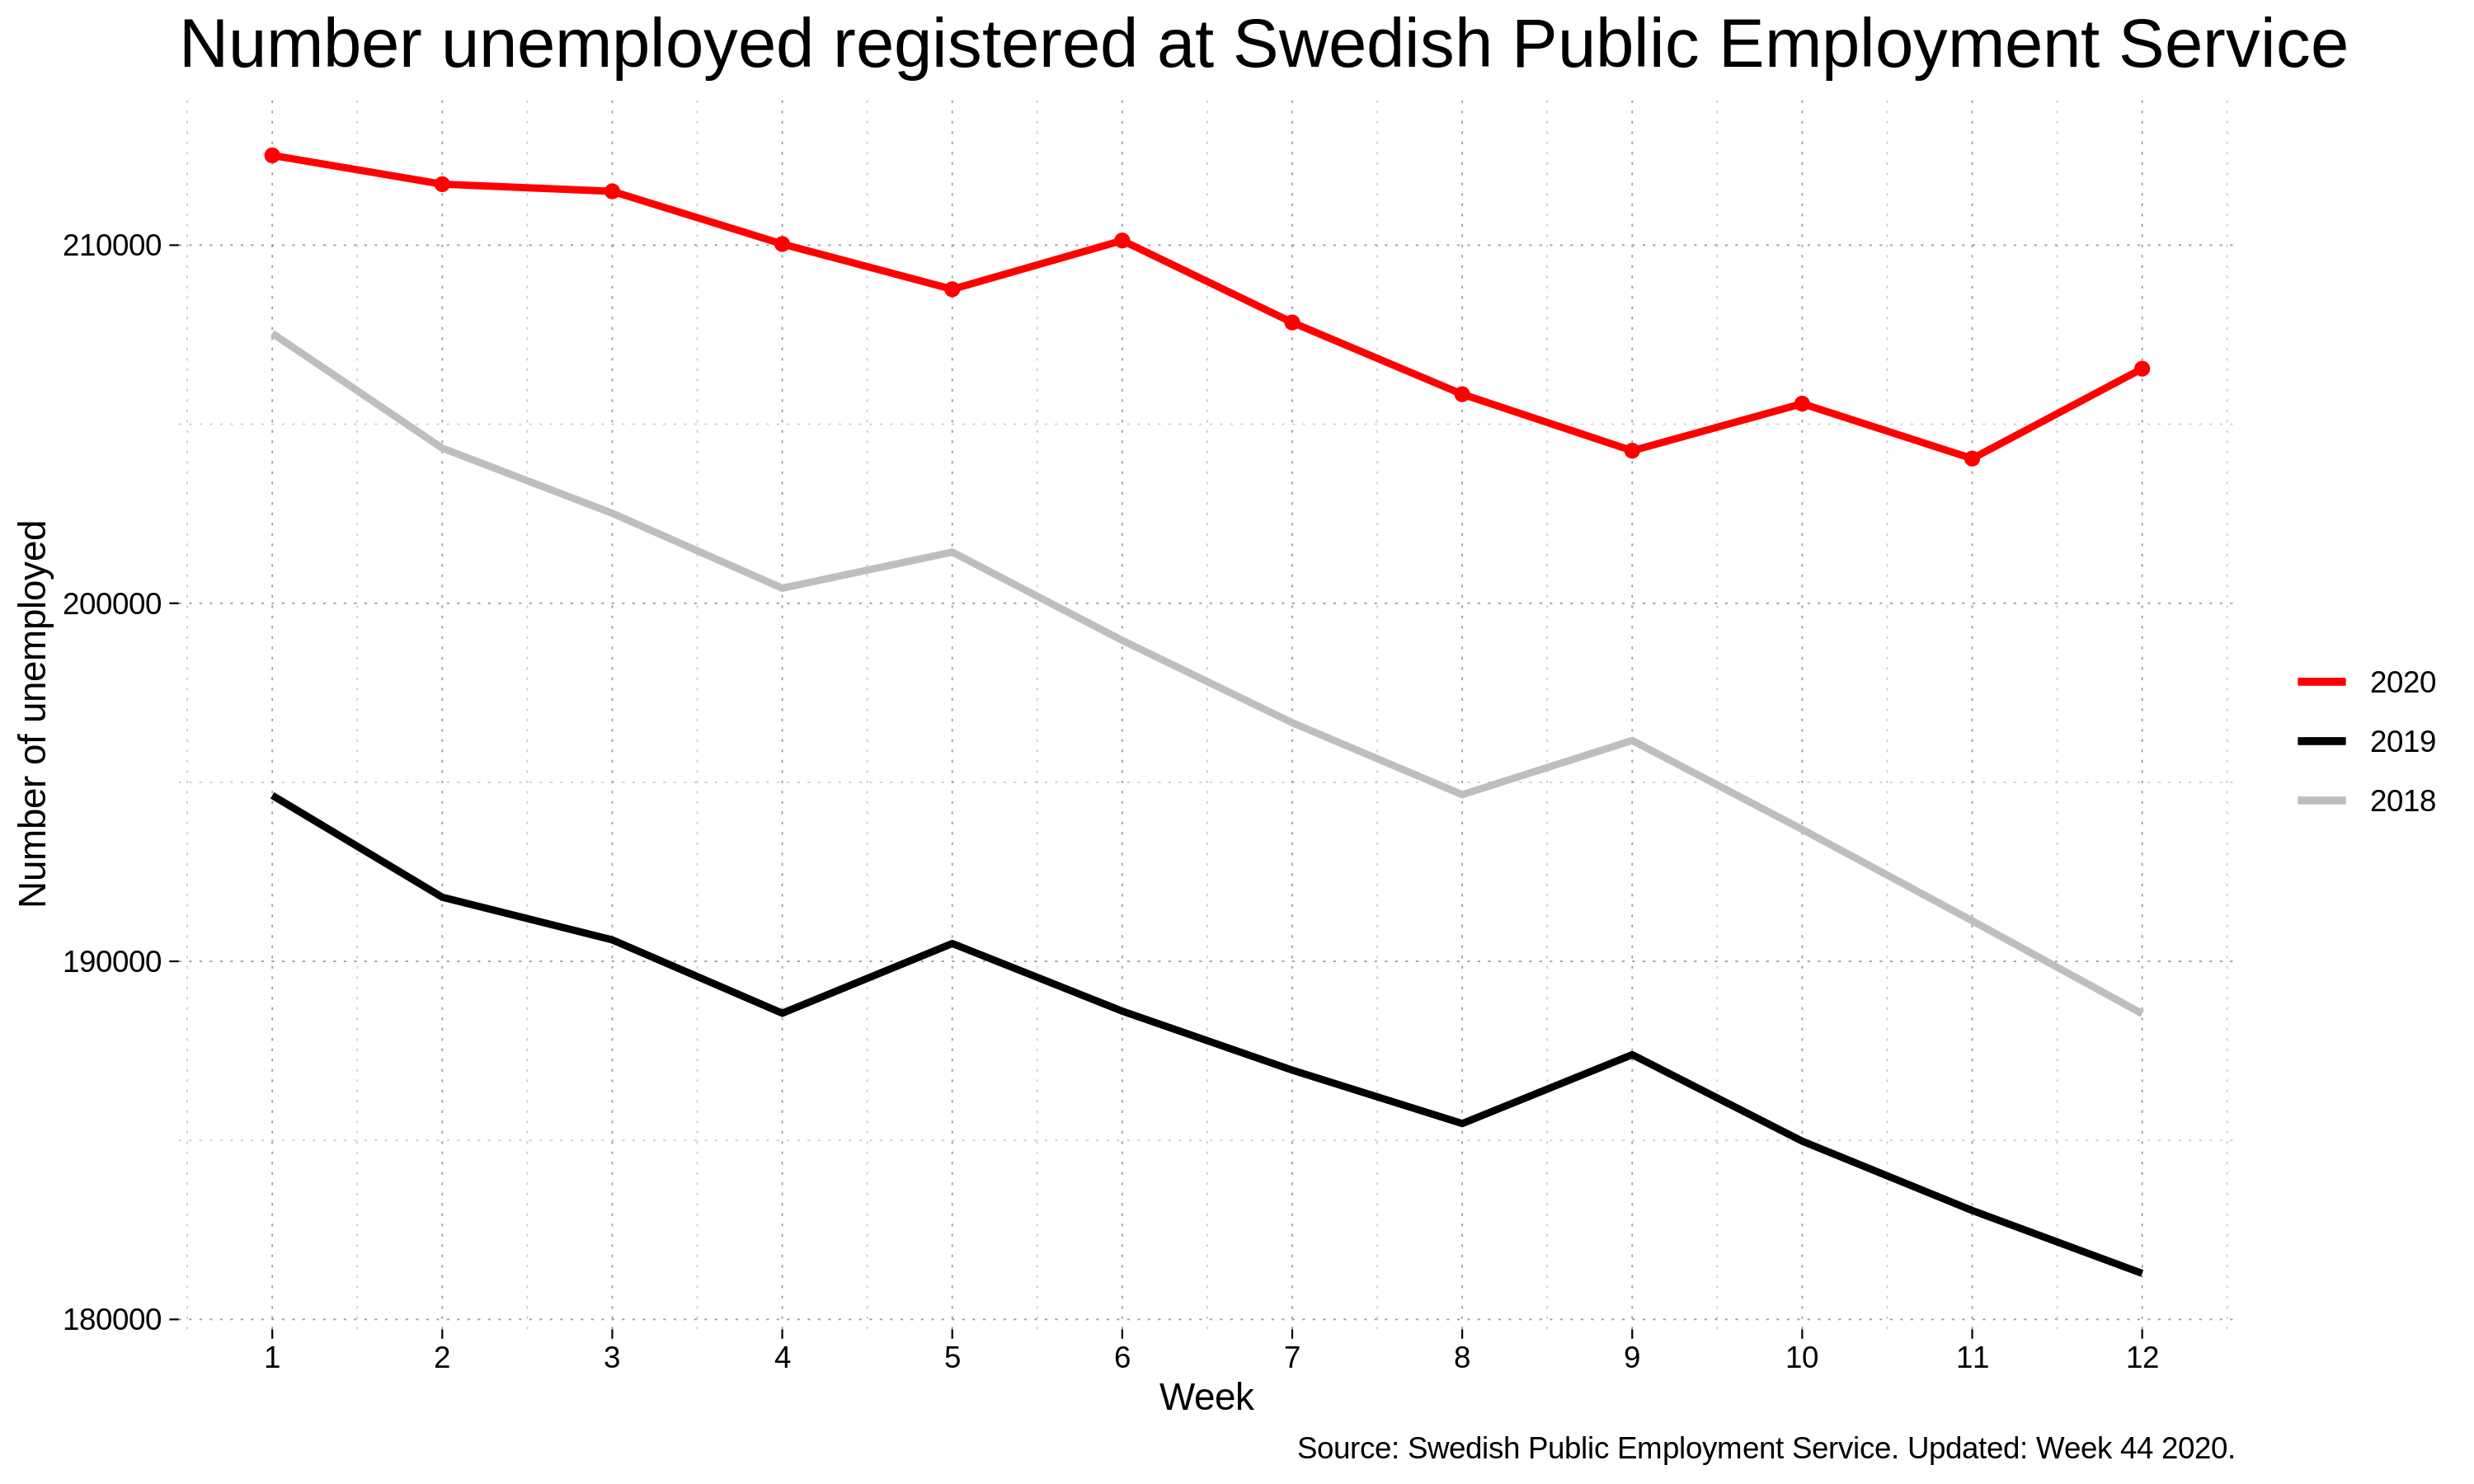 Number unemployed registered at Swedish Public Employment Service
Number of unemployed
210000
200000
190000
180000
1 2 3 4 5 6 7 8 9 10 11 12
Week
2020
2019
2018
Source: Swedish Public Employment Service. Updated: Week 44 2020.